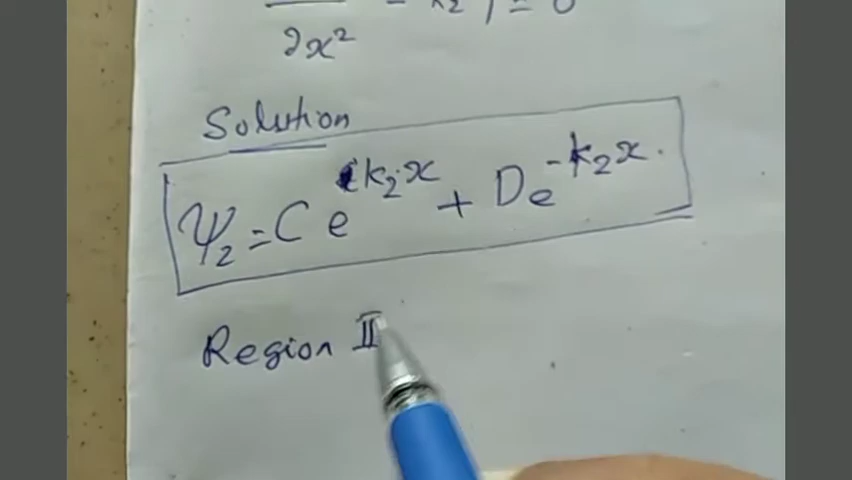 ∂x²
Solution
ψ₂ = C e^{k₂x} + D e^{-k₂x}.
Region II